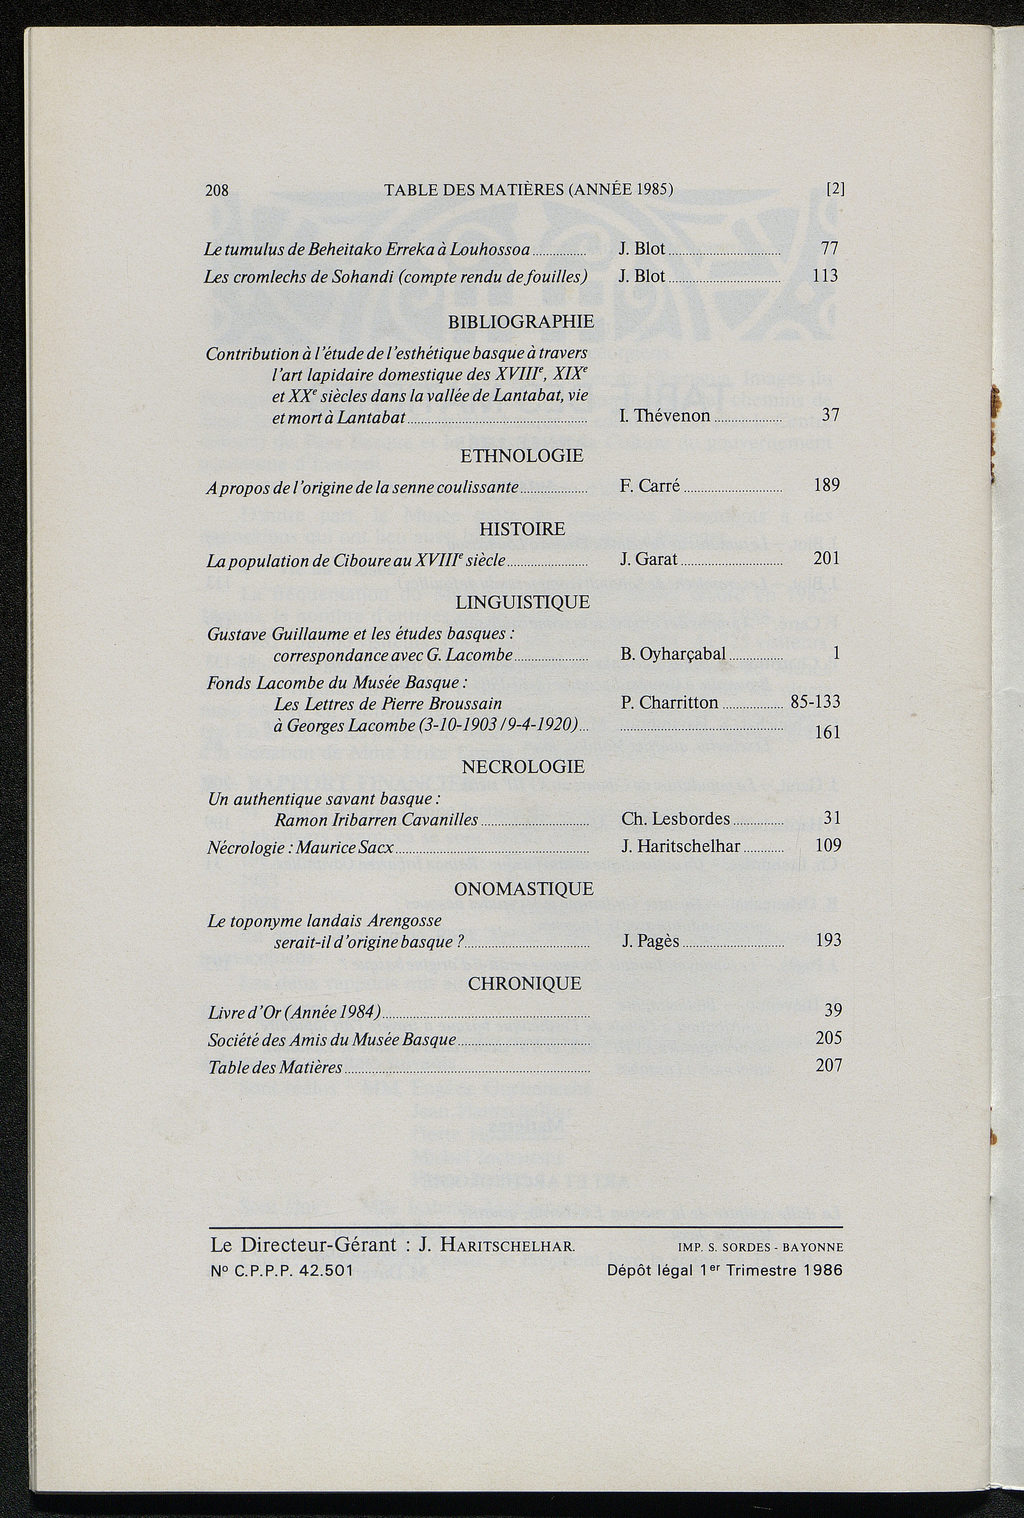 208 TABLE DES MATIÈRES (ANNÉE 1985) [2]
Le tumulus de Beheitako Erreka à Louhossoa ................ J. Blot ................ 77
Les cromlechs de Sohandi (compte rendu de fouilles) J. Blot ................ 113
BIBLIOGRAPHIE
Contribution à l'étude de l'esthétique basque à travers
l'art lapidaire domestique des XVIIIe, XIXe
et XXe siècles dans la vallée de Lantabat, vie
et mort à Lantabat ................ I. Thévenon ................ 37
ETHNOLOGIE
A propos de l'origine de la senne coulissante ................ F. Carré ................ 189
HISTOIRE
La population de Ciboure au XVIIIe siècle ................ J. Garat ................ 201
LINGUISTIQUE
Gustave Guillaume et les études basques :
correspondance avec G. Lacombe ................ B. Oyharçabal ................ 1
Fonds Lacombe du Musée Basque :
Les Lettres de Pierre Broussain P. Charritton ................ 85-133
à Georges Lacombe (3-10-1903 / 9-4-1920) ... ................ 161
NECROLOGIE
Un authentique savant basque :
Ramon Iribarren Cavanilles ................ Ch. Lesbordes ................ 31
Nécrologie : Maurice Sacx ................ J. Haritschelhar ................ 109
ONOMASTIQUE
Le toponyme landais Arengosse
serait-il d'origine basque ? ................ J. Pagès ................ 193
CHRONIQUE
Livre d'Or (Année 1984) ................ 39
Société des Amis du Musée Basque ................ 205
Table des Matières ................ 207
Le Directeur-Gérant : J. HARITSCHELHAR. IMP. S. SORDES - BAYONNE
No C.P.P.P. 42.501 Dépôt légal 1er Trimestre 1986